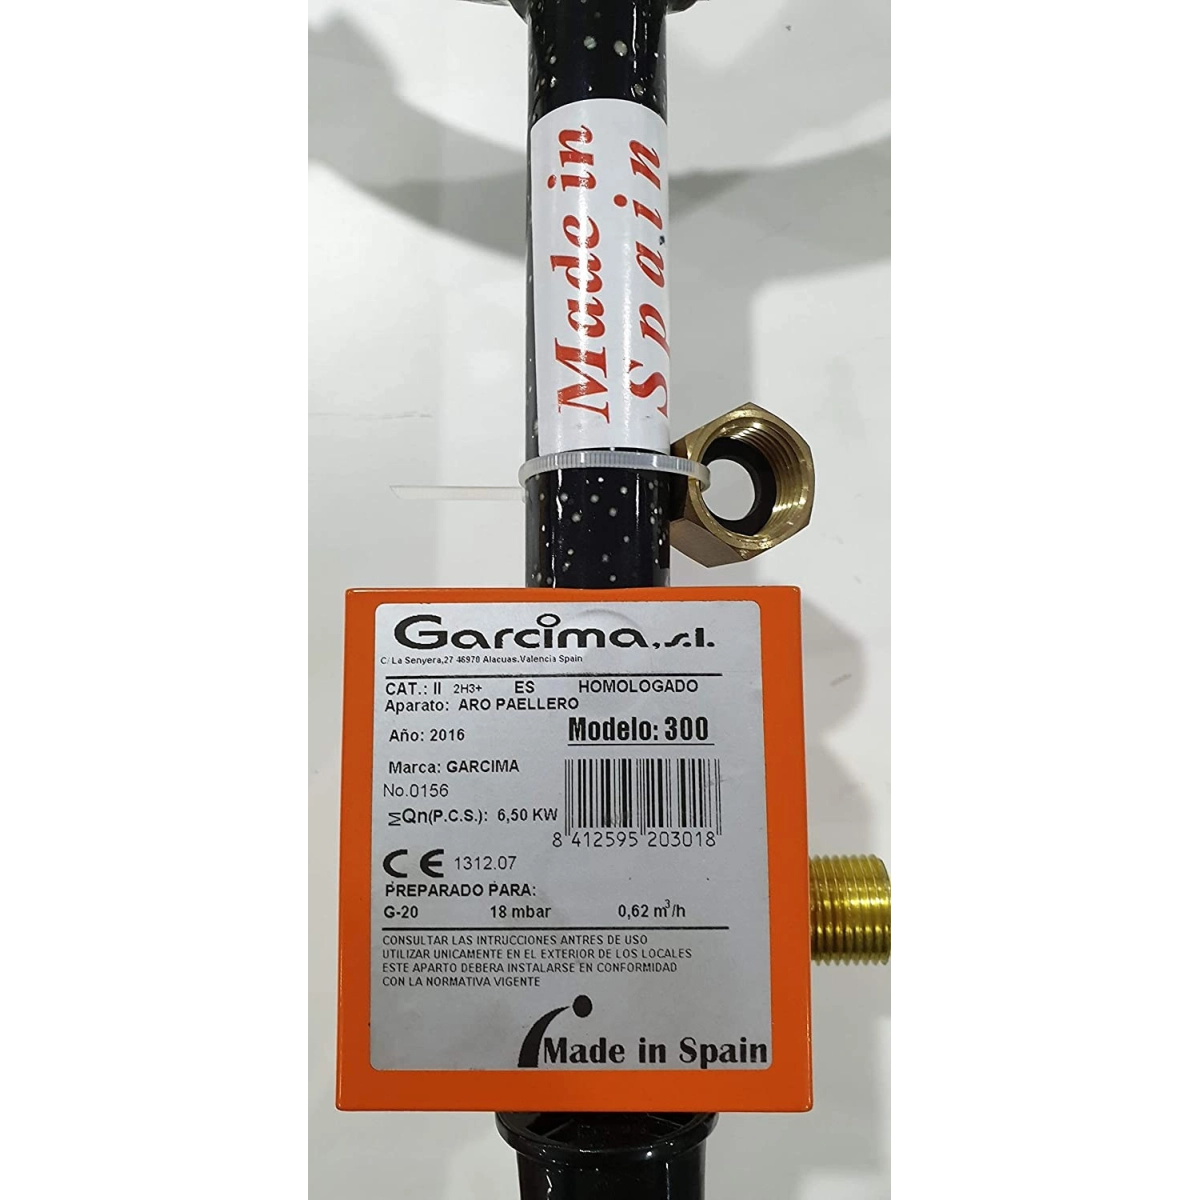 Made in
Spain
Garcima,s.l.
C/ La Senyera,27 46970 Alacuas.Valencia Spain
CAT.: II 2H3+ ES HOMOLOGADO
Aparato: ARO PAELLERO
Año: 2016 Modelo: 300
Marca: GARCIMA
No.0156
ΣQn(P.C.S.): 6,50 KW
8 412595 203018
CE 1312.07
PREPARADO PARA:
G-20 18 mbar 0,62 m³/h
CONSULTAR LAS INTRUCCIONES ANTRES DE USO
UTILIZAR UNICAMENTE EN EL EXTERIOR DE LOS LOCALES
ESTE APARTO DEBERA INSTALARSE EN CONFORMIDAD
CON LA NORMATIVA VIGENTE
Made in Spain